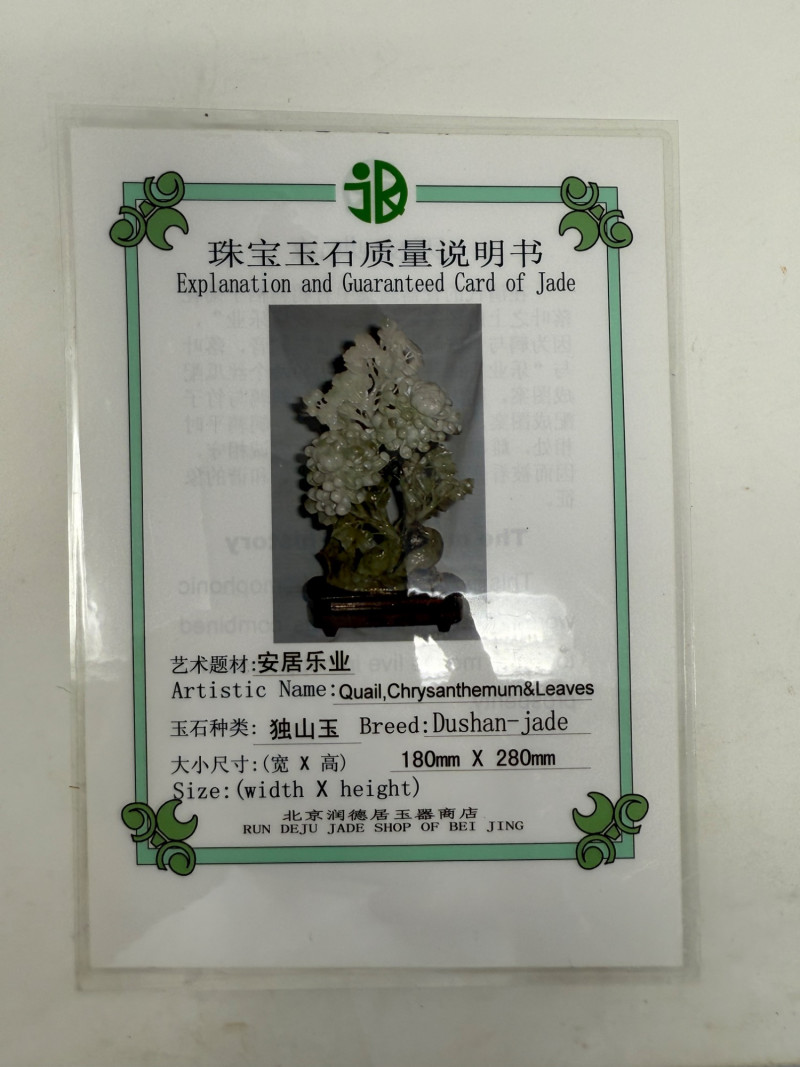 珠宝玉石质量说明书
Explanation and Guaranteed Card of Jade
艺术题材:安居乐业
Artistic Name:Quail,Chrysanthemum&Leaves
玉石种类: 独山玉 Breed:Dushan-jade
大小尺寸:(宽 X 高) 180mm X 280mm
Size:(width X height)
北京润德居玉器商店
RUN DEJU JADE SHOP OF BEI JING